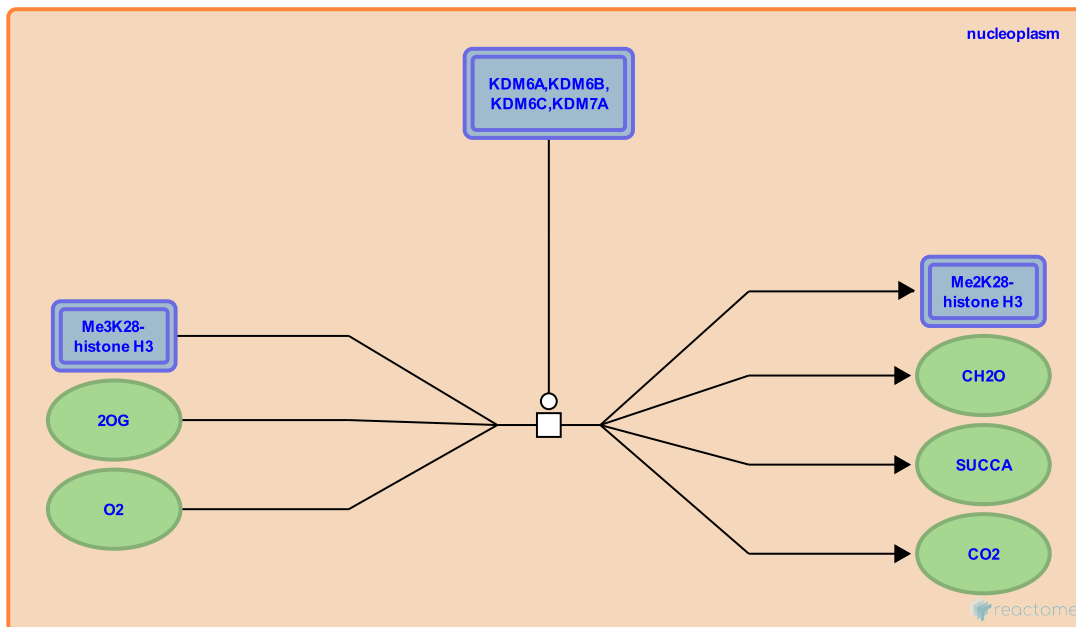 nucleoplasm
KDM6A,KDM6B,
KDM6C,KDM7A
Me3K28-
histone H3
2OG
O2
Me2K28-
histone H3
CH2O
SUCCA
CO2
reactome